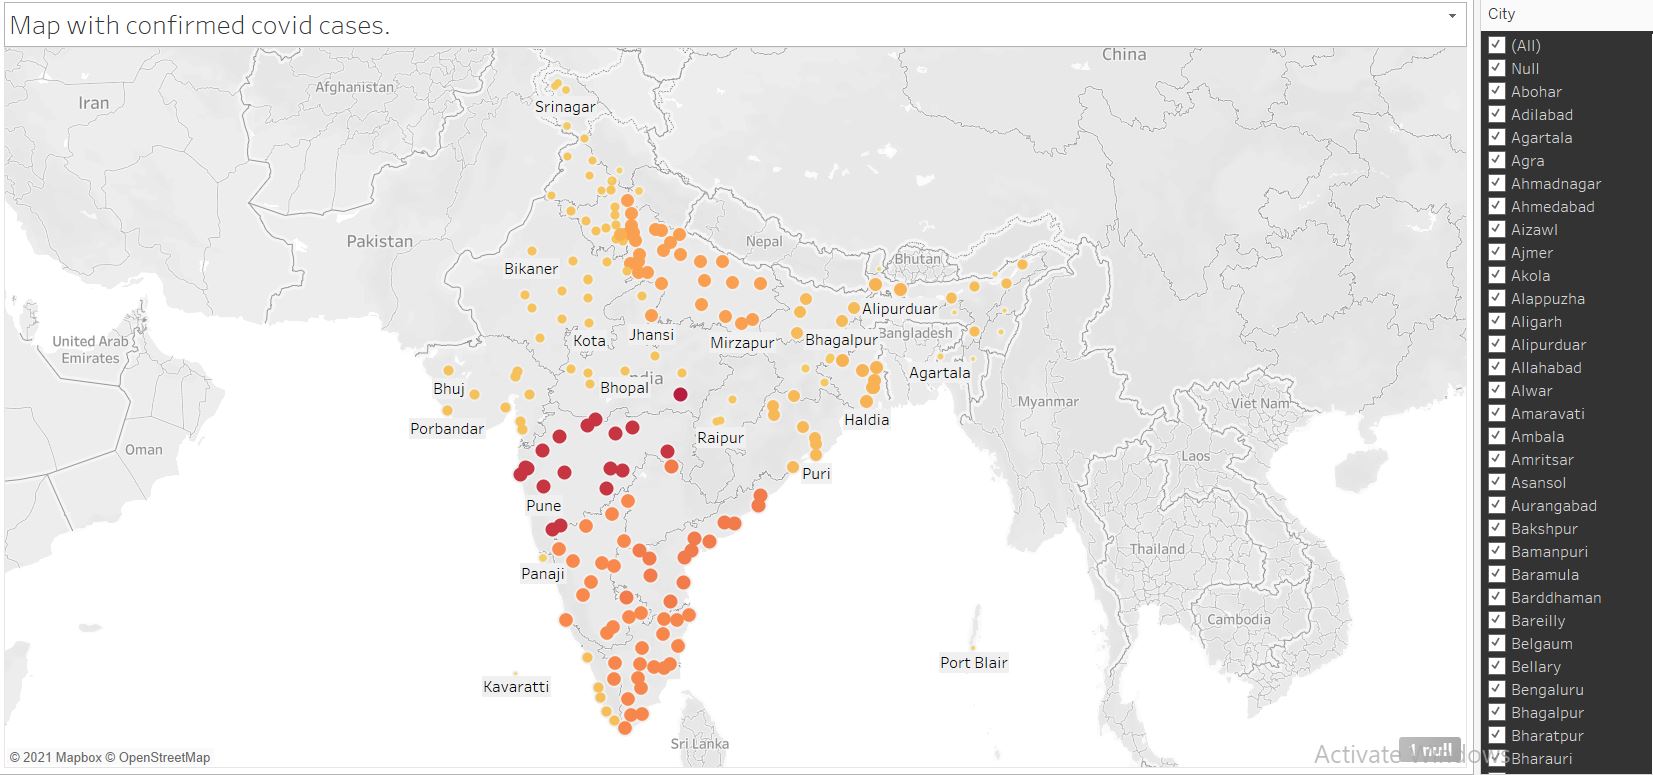 Map with confirmed covid cases.
China
Iran
Afghanistan
Srinagar
Pakistan
Nepal
Bhutan
Bikaner
Alipurduar
United Arab
Emirates
Kota
Jhansi
Mirzapur
Bhagalpur
Bangladesh
Agartala
Bhuj
Bhopal
dia
Myanmar
Viet Nam
Porbandar
Raipur
Haldia
Oman
Laos
Puri
Pune
Thailand
Panaji
Cambodia
Port Blair
Kavaratti
Sri Lanka
© 2021 Mapbox © OpenStreetMap
1 null
Activate Windows
City
(All)
Null
Abohar
Adilabad
Agartala
Agra
Ahmadnagar
Ahmedabad
Aizawl
Ajmer
Akola
Alappuzha
Aligarh
Alipurduar
Allahabad
Alwar
Amaravati
Ambala
Amritsar
Asansol
Aurangabad
Bakshpur
Bamanpuri
Baramula
Barddhaman
Bareilly
Belgaum
Bellary
Bengaluru
Bhagalpur
Bharatpur
Bharauri